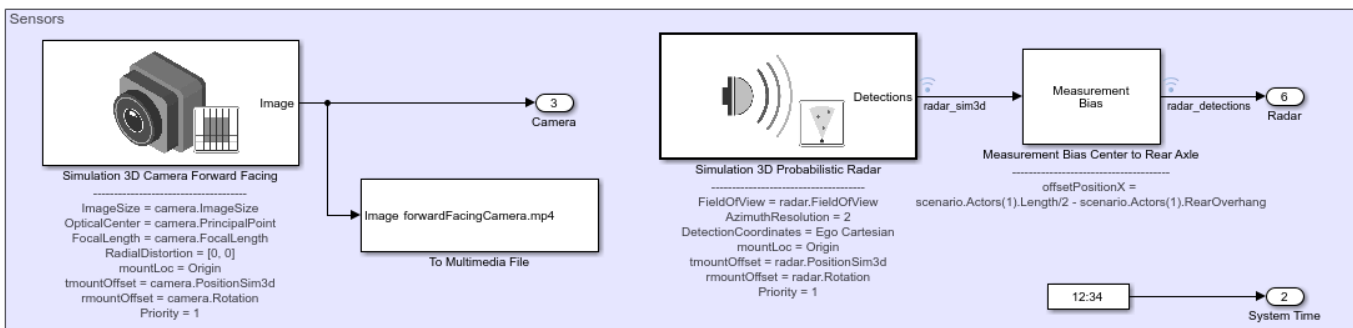 Sensors
Image
3
Camera
Simulation 3D Camera Forward Facing
---------------------------------------
ImageSize = camera.ImageSize
OpticalCenter = camera.PrincipalPoint
FocalLength = camera.FocalLength
RadialDistortion = [0, 0]
mountLoc = Origin
tmountOffset = camera.PositionSim3d
rmountOffset = camera.Rotation
Priority = 1
Image forwardFacingCamera.mp4
To Multimedia File
Detections
radar_sim3d
Simulation 3D Probabilistic Radar
---------------------------------------
FieldOfView = radar.FieldOfView
AzimuthResolution = 2
DetectionCoordinates = Ego Cartesian
mountLoc = Origin
tmountOffset = radar.PositionSim3d
rmountOffset = radar.Rotation
Priority = 1
Measurement
Bias
radar_detections
6
Radar
Measurement Bias Center to Rear Axle
---------------------------------------
offsetPositionX =
scenario.Actors(1).Length/2 - scenario.Actors(1).RearOverhang
12:34
2
System Time